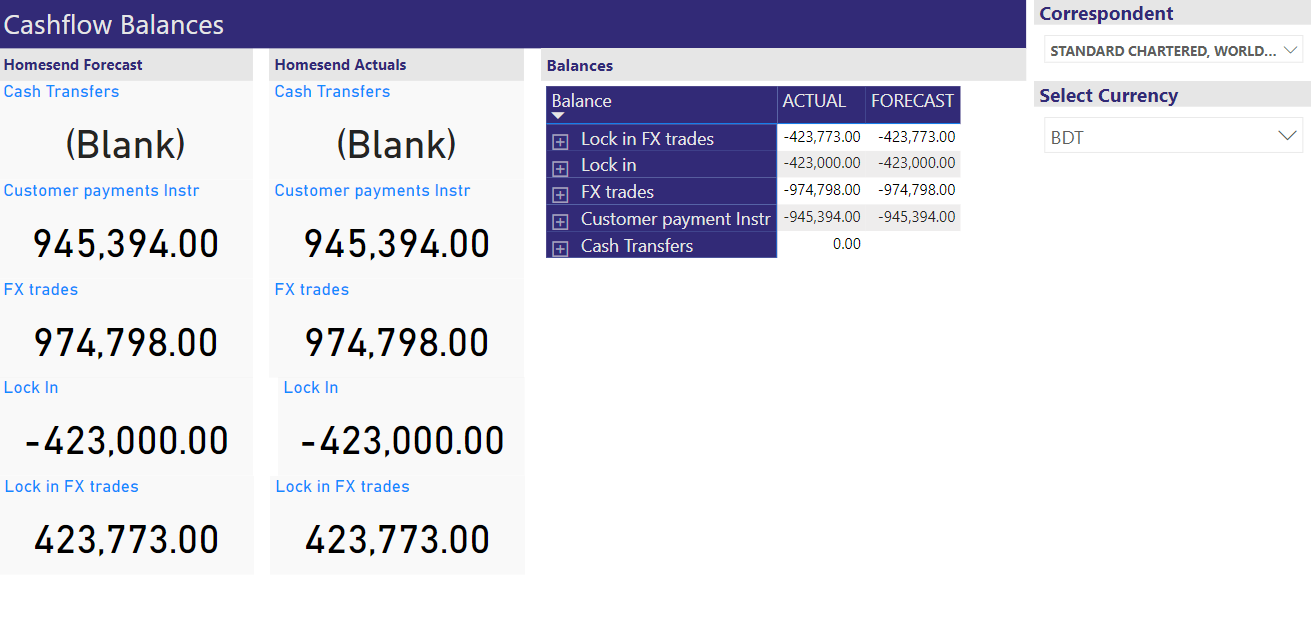 Cashflow Balances
Homesend Forecast
Cash Transfers
(Blank)
Customer payments Instr
945,394.00
FX trades
974,798.00
Lock In
-423,000.00
Lock in FX trades
423,773.00
Homesend Actuals
Cash Transfers
(Blank)
Customer payments Instr
945,394.00
FX trades
974,798.00
Lock In
-423,000.00
Lock in FX trades
423,773.00
Balances
Balance ACTUAL FORECAST
Lock in FX trades -423,773.00 -423,773.00
Lock in -423,000.00 -423,000.00
FX trades -974,798.00 -974,798.00
Customer payment Instr -945,394.00 -945,394.00
Cash Transfers 0.00
Correspondent
STANDARD CHARTERED, WORLD...
Select Currency
BDT